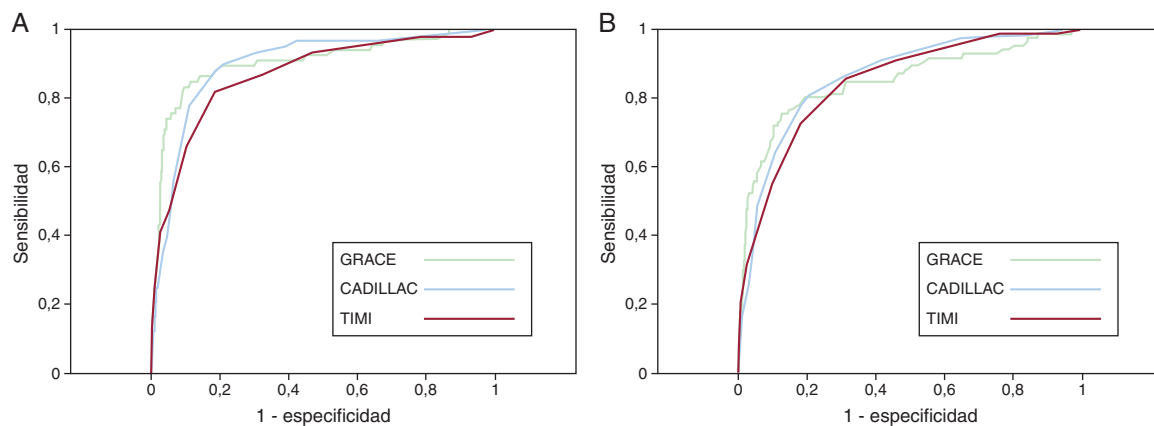 A
Sensibilidad
1
0,8
0,6
0,4
0,2
0
GRACE
CADILLAC
TIMI
0
0,2
0,4
0,6
0,8
1
1 - especificidad
B
Sensibilidad
1
0,8
0,6
0,4
0,2
0
GRACE
CADILLAC
TIMI
0
0,2
0,4
0,6
0,8
1
1 - especificidad